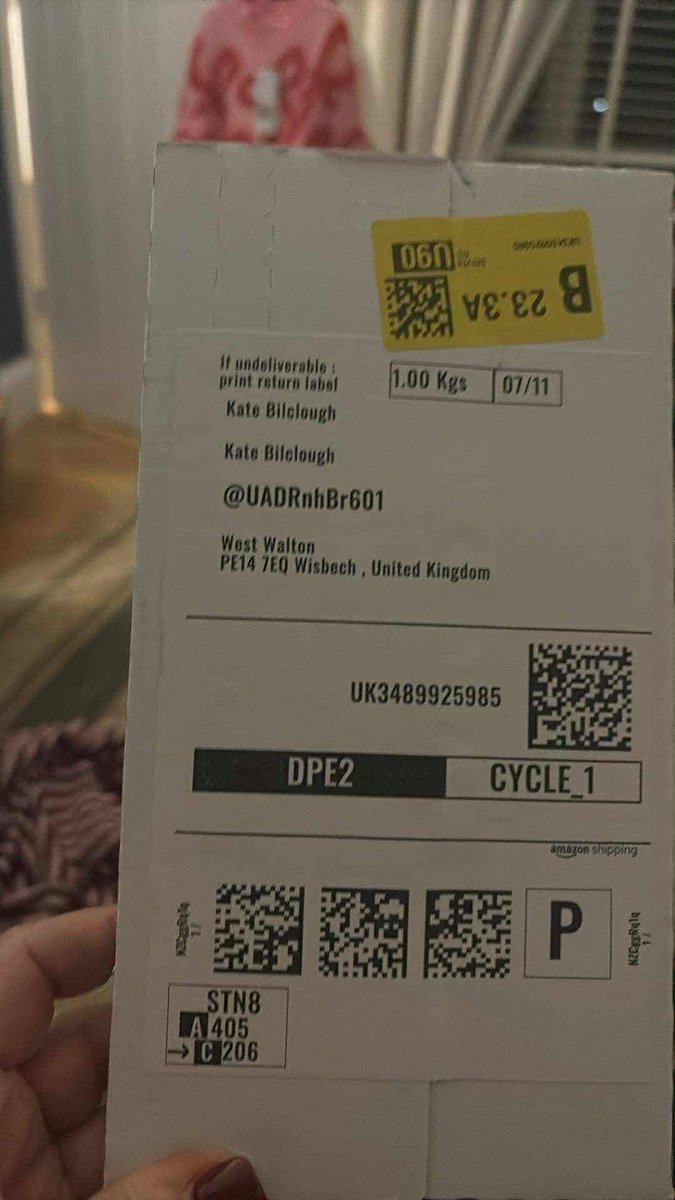 U90
B 23.3A
If undeliverable :
print return label
1.00 Kgs 07/11
Kate Bilclough
Kate Bilclough
@UADRnhBr601
West Walton
PE14 7EQ Wisbech , United Kingdom
UK3489925985
DPE2 CYCLE_1
amazon shipping
P
STN8
A 405
→ C 206